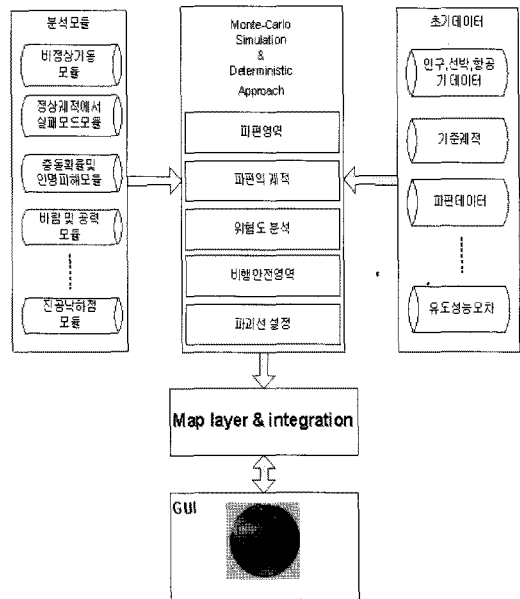 분석모듈
비정상기동
모듈
정상궤적에서
실패모드모듈
충돌확률및
인명피해모듈
바람 및 공력
모듈
진공낙하점
모듈
Monte-Carlo
Simulation
&
Deterministic
Approach
파편영역
파편의 궤적
위험도 분석
비행안전영역
파괴선 설정
초기데이터
인구,선박,항공
기 데이터
기준궤적
파편데이터
유도성능오차
Map layer & integration
GUI